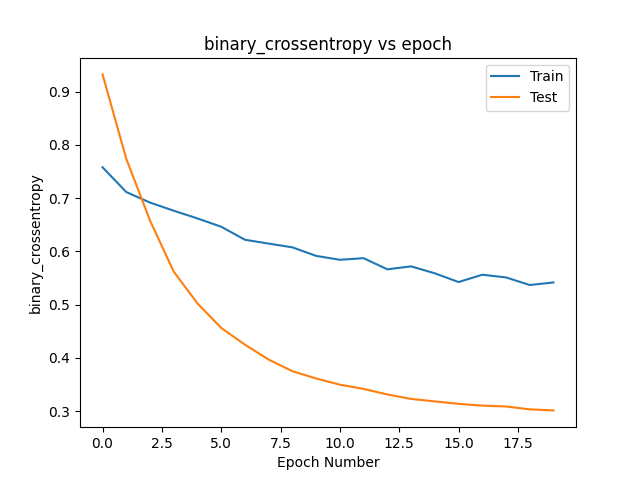 binary_crossentropy vs epoch
Train
Test
0.9
0.8
0.7
0.6
0.5
0.4
0.3
binary_crossentropy
0.0 2.5 5.0 7.5 10.0 12.5 15.0 17.5
Epoch Number